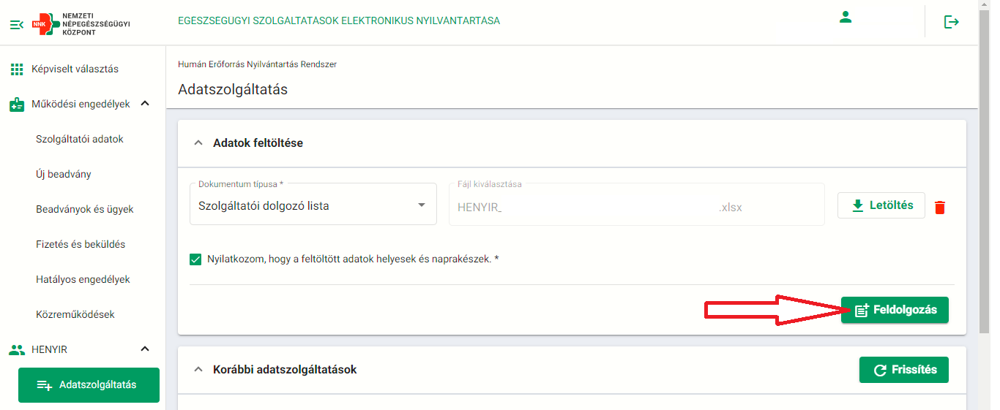 NNK
NEMZETI
NÉPEGÉSZSÉGÜGYI
KÖZPONT
EGESZSEGUGYI SZOLGALTATASOK ELEKTRONIKUS NYILVANTARTASA
Képviselt választás
Működési engedélyek
Szolgáltatói adatok
Új beadvány
Beadványok és ügyek
Fizetés és beküldés
Hatályos engedélyek
Közreműködések
HENYIR
Adatszolgáltatás
Humán Erőforrás Nyilvántartás Rendszer
Adatszolgáltatás
Adatok feltöltése
Dokumentum típusa *
Szolgáltatói dolgozó lista
Fájl kiválasztása
HENYIR_ .xlsx
Letöltés
Nyilatkozom, hogy a feltöltött adatok helyesek és naprakészek. *
Feldolgozás
Korábbi adatszolgáltatások
Frissítés